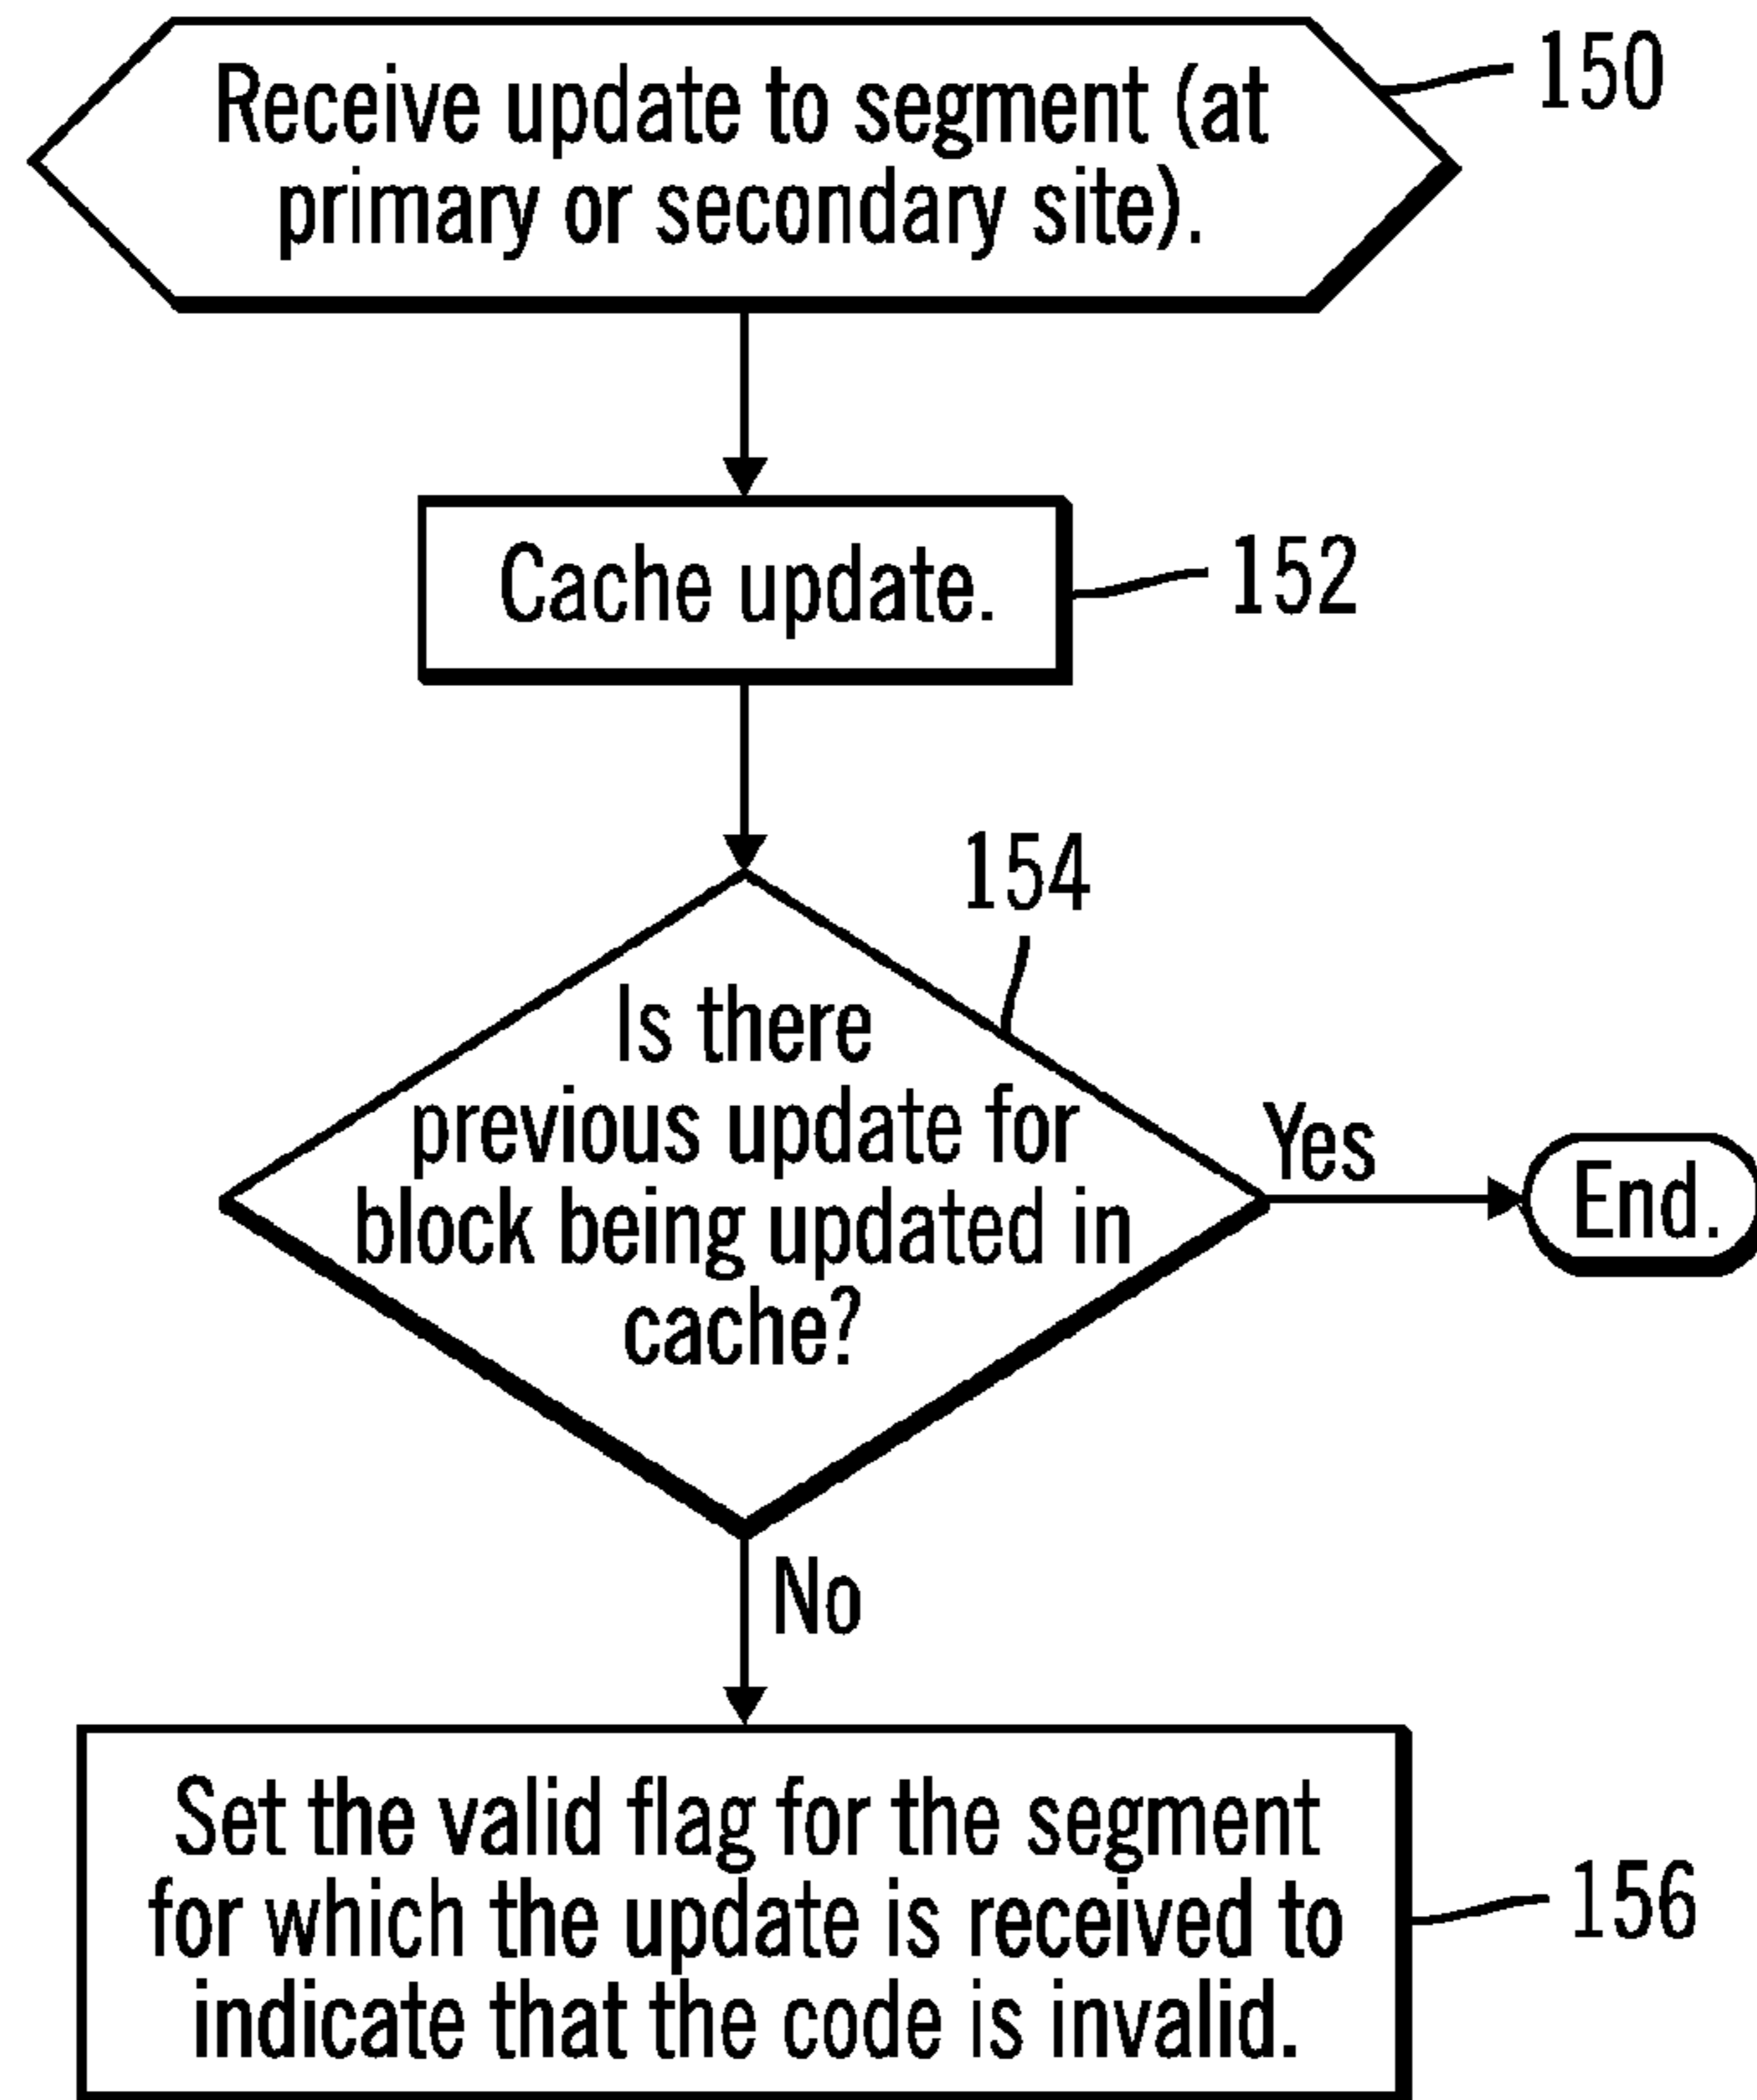 Receive update to segment (at
primary or secondary site).
150
Cache update.
152
154
Is there
previous update for
block being updated in
cache?
Yes
End.
No
Set the valid flag for the segment
for which the update is received to
indicate that the code is invalid.
156